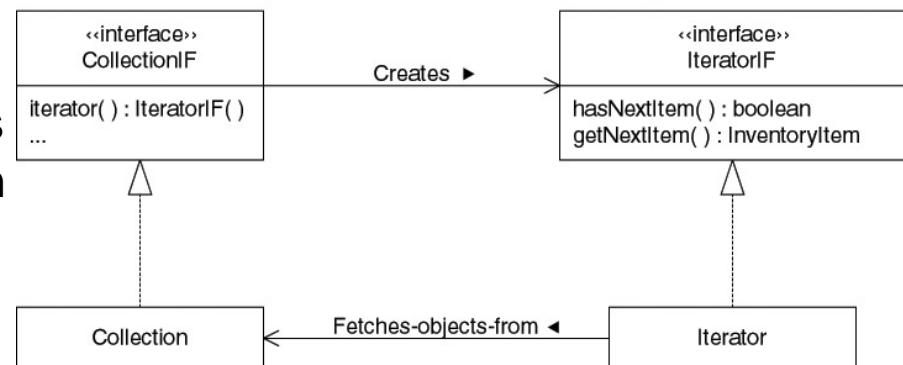 ‹‹interface››
CollectionIF
iterator( ) : IteratorIF( )
...
Creates ►
‹‹interface››
IteratorIF
hasNextItem( ) : boolean
getNextItem( ) : InventoryItem
Collection
Fetches-objects-from ◄
Iterator